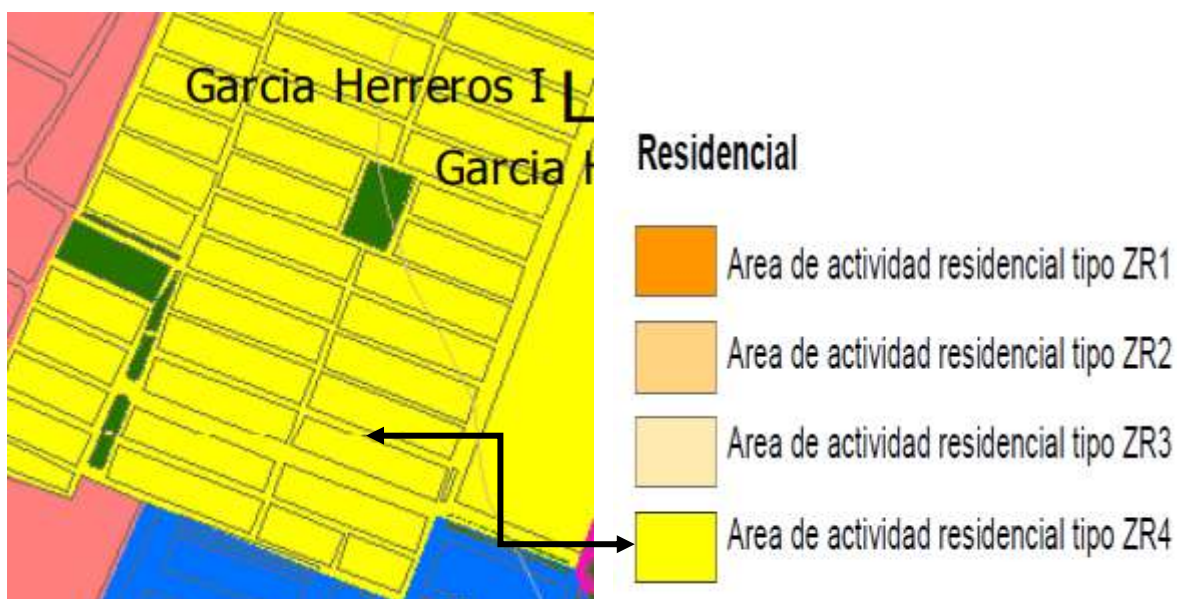 Garcia Herreros I L
Garcia H
Residencial
Area de actividad residencial tipo ZR1
Area de actividad residencial tipo ZR2
Area de actividad residencial tipo ZR3
Area de actividad residencial tipo ZR4